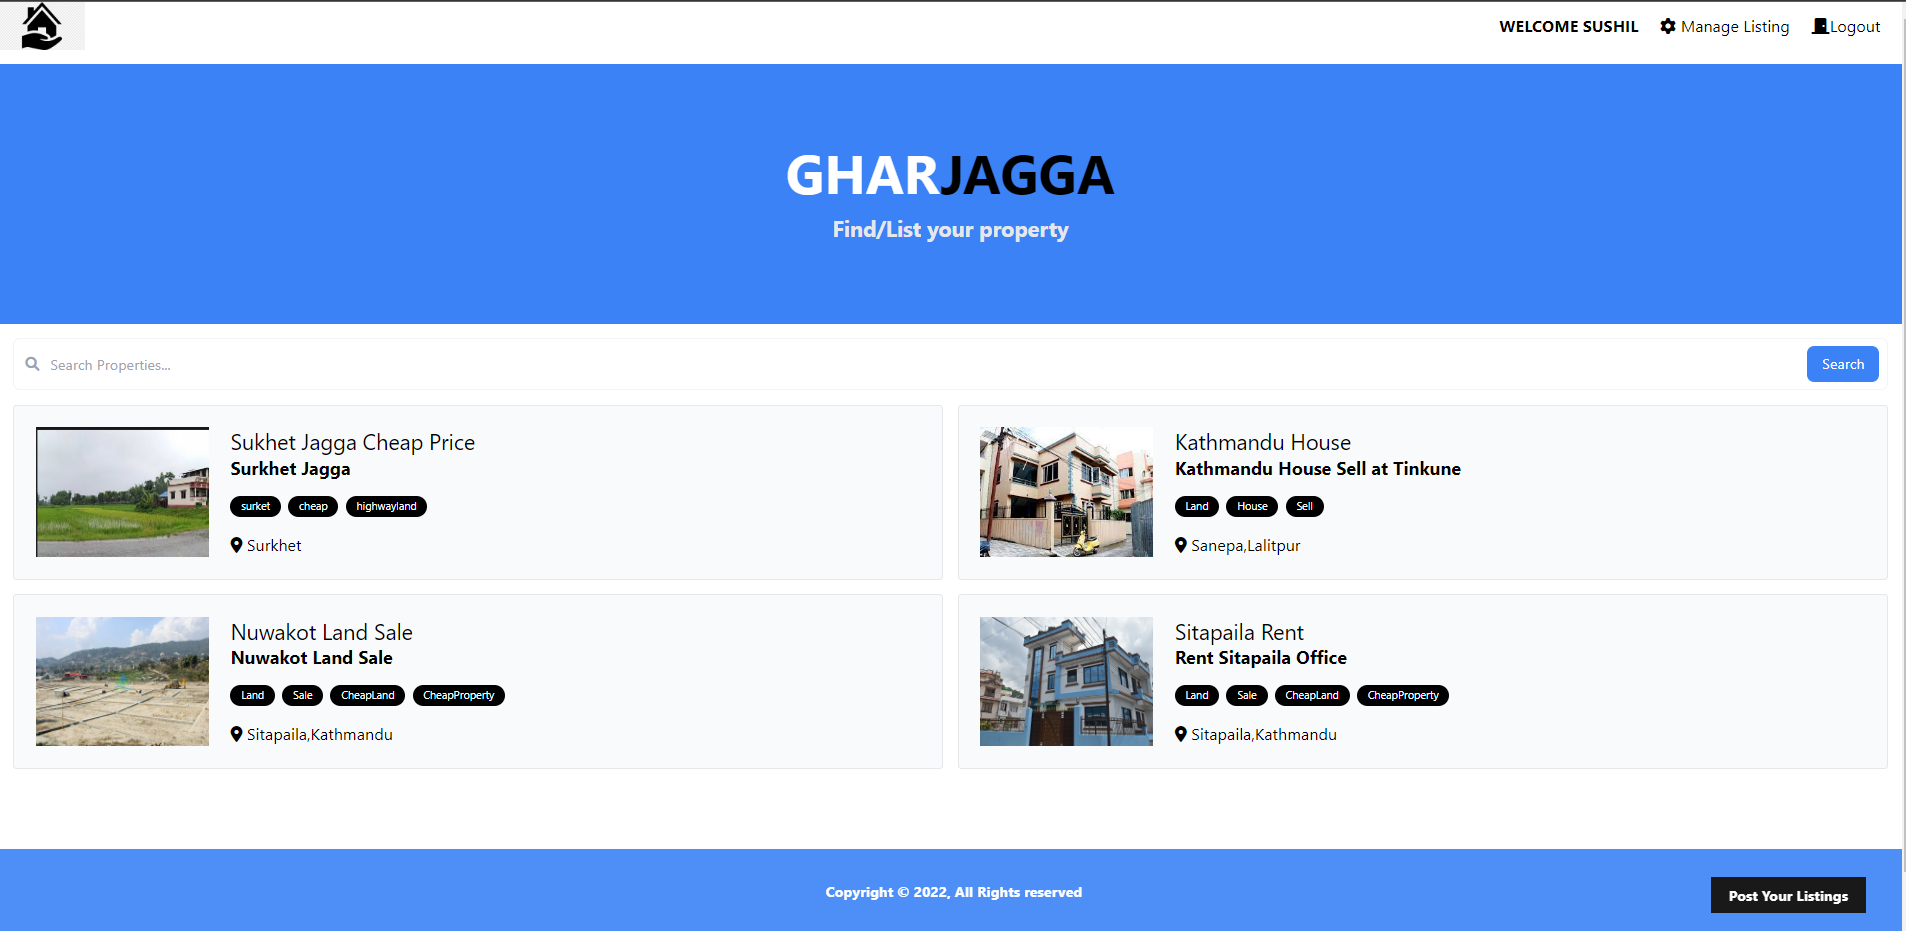 WELCOME SUSHIL Manage Listing Logout
GHARJAGGA
Find/List your property
Search Properties...
Search
Sukhet Jagga Cheap Price
Surkhet Jagga
surket cheap highwayland
Surkhet
Kathmandu House
Kathmandu House Sell at Tinkune
Land House Sell
Sanepa,Lalitpur
Nuwakot Land Sale
Nuwakot Land Sale
Land Sale CheapLand CheapProperty
Sitapaila,Kathmandu
Sitapaila Rent
Rent Sitapaila Office
Land Sale CheapLand CheapProperty
Sitapaila,Kathmandu
Copyright © 2022, All Rights reserved
Post Your Listings